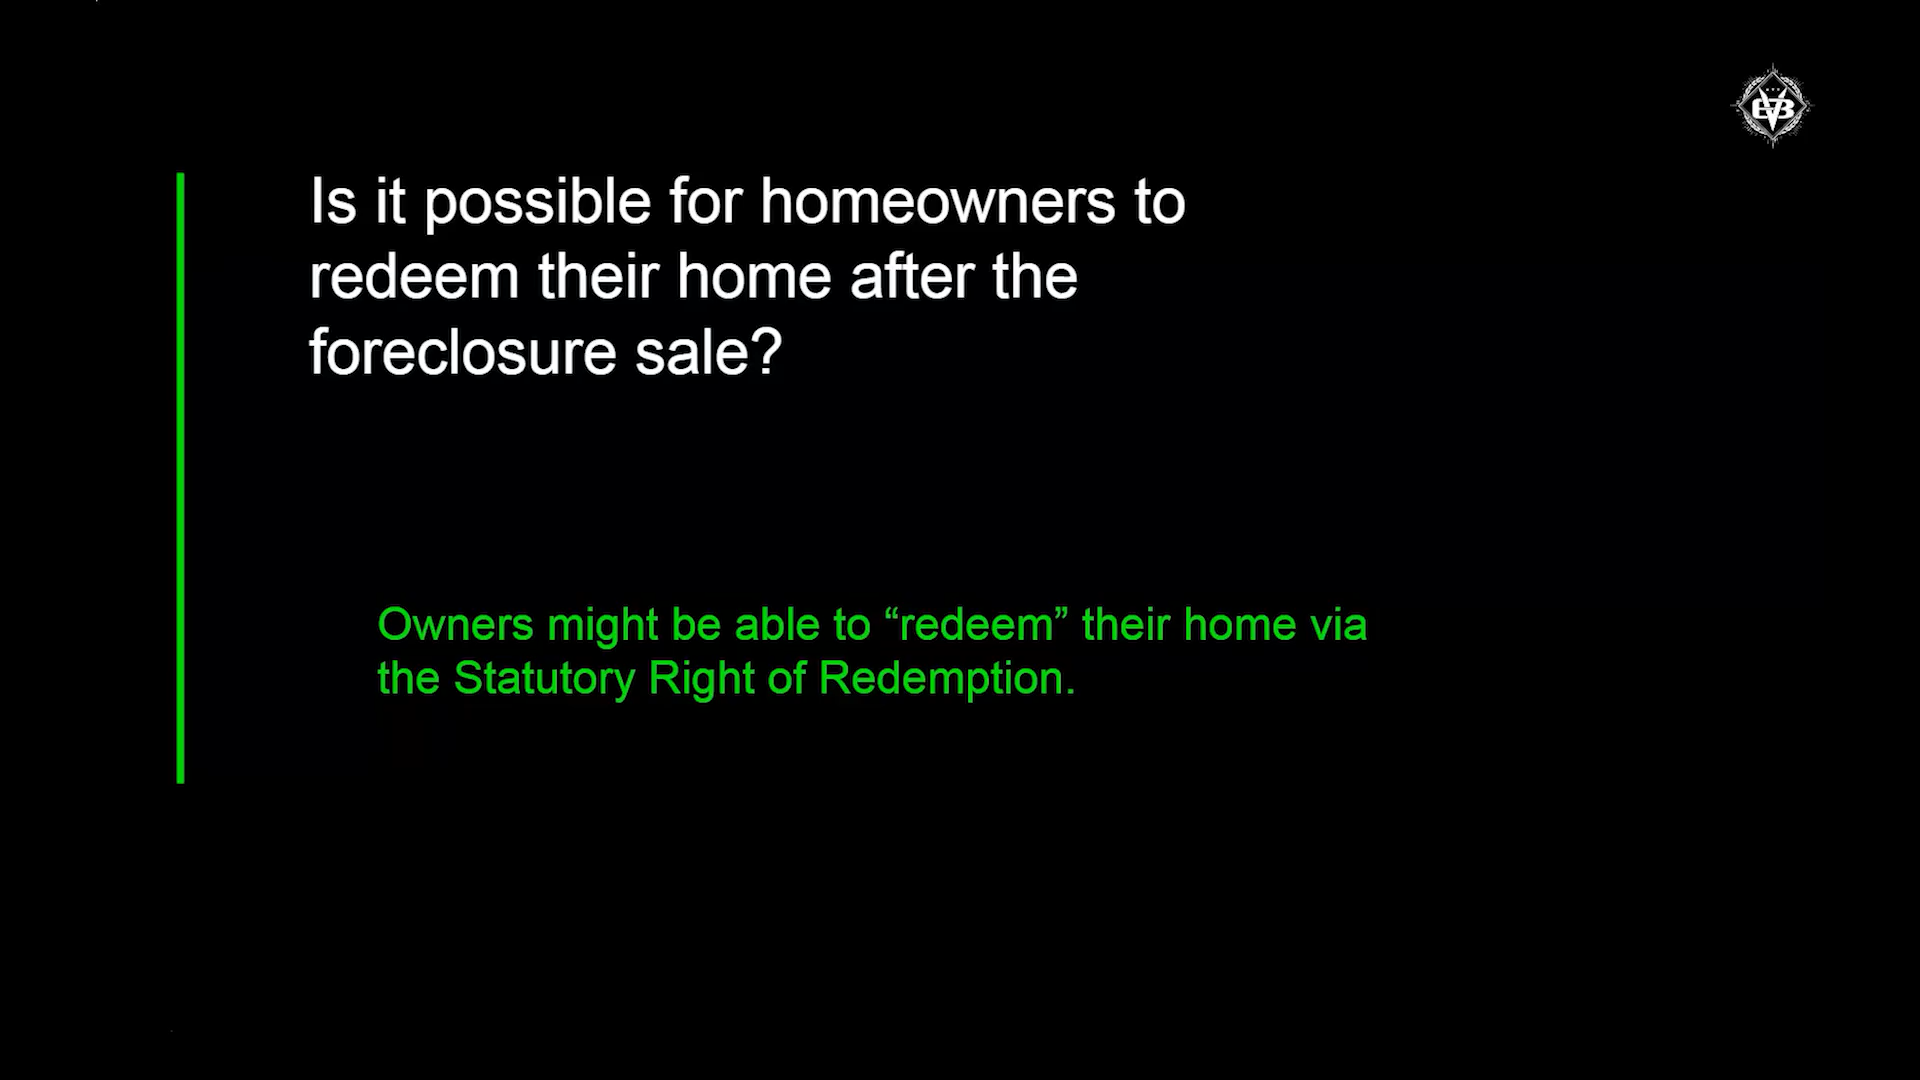 Is it possible for homeowners to
redeem their home after the
foreclosure sale?
Owners might be able to “redeem” their home via
the Statutory Right of Redemption.